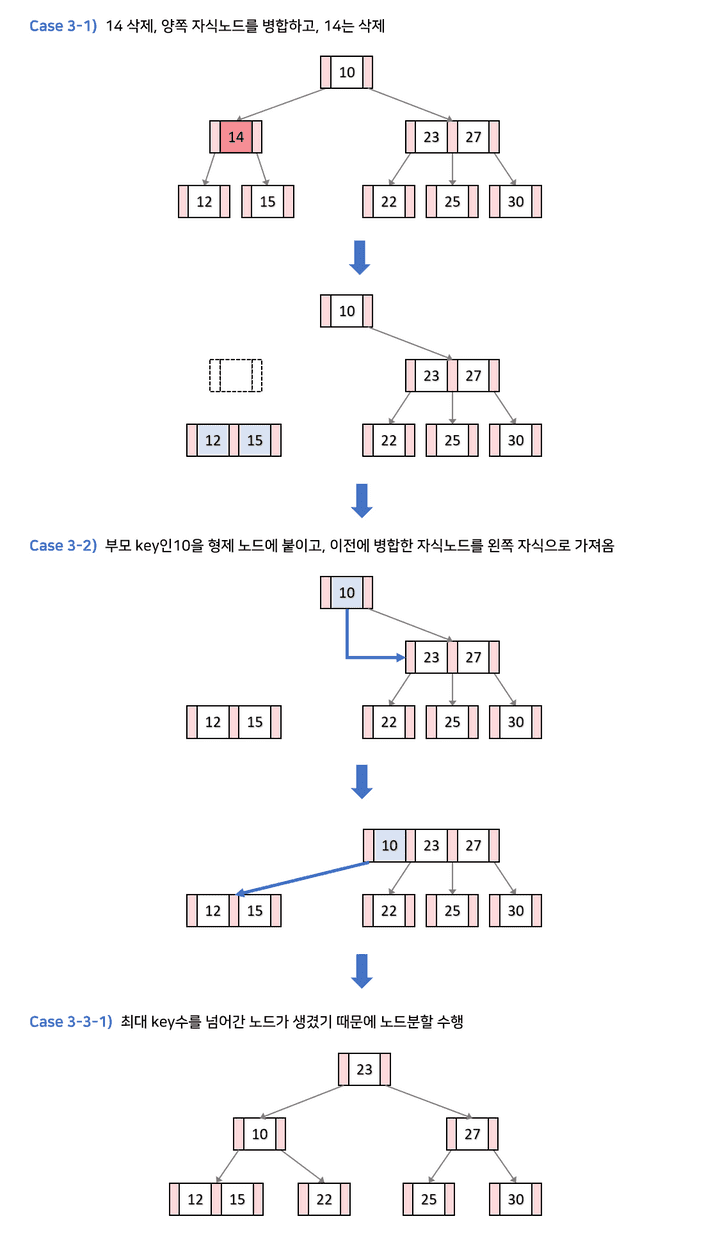 Case 3-1) 14 삭제, 양쪽 자식노드를 병합하고, 14는 삭제
10
14 23 27
12 15 22 25 30
10
23 27
12 15 22 25 30
Case 3-2) 부모 key인10을 형제 노드에 붙이고, 이전에 병합한 자식노드를 왼쪽 자식으로 가져옴
10
23 27
12 15 22 25 30
10 23 27
12 15 22 25 30
Case 3-3-1) 최대 key수를 넘어간 노드가 생겼기 때문에 노드분할 수행
23
10 27
12 15 22 25 30